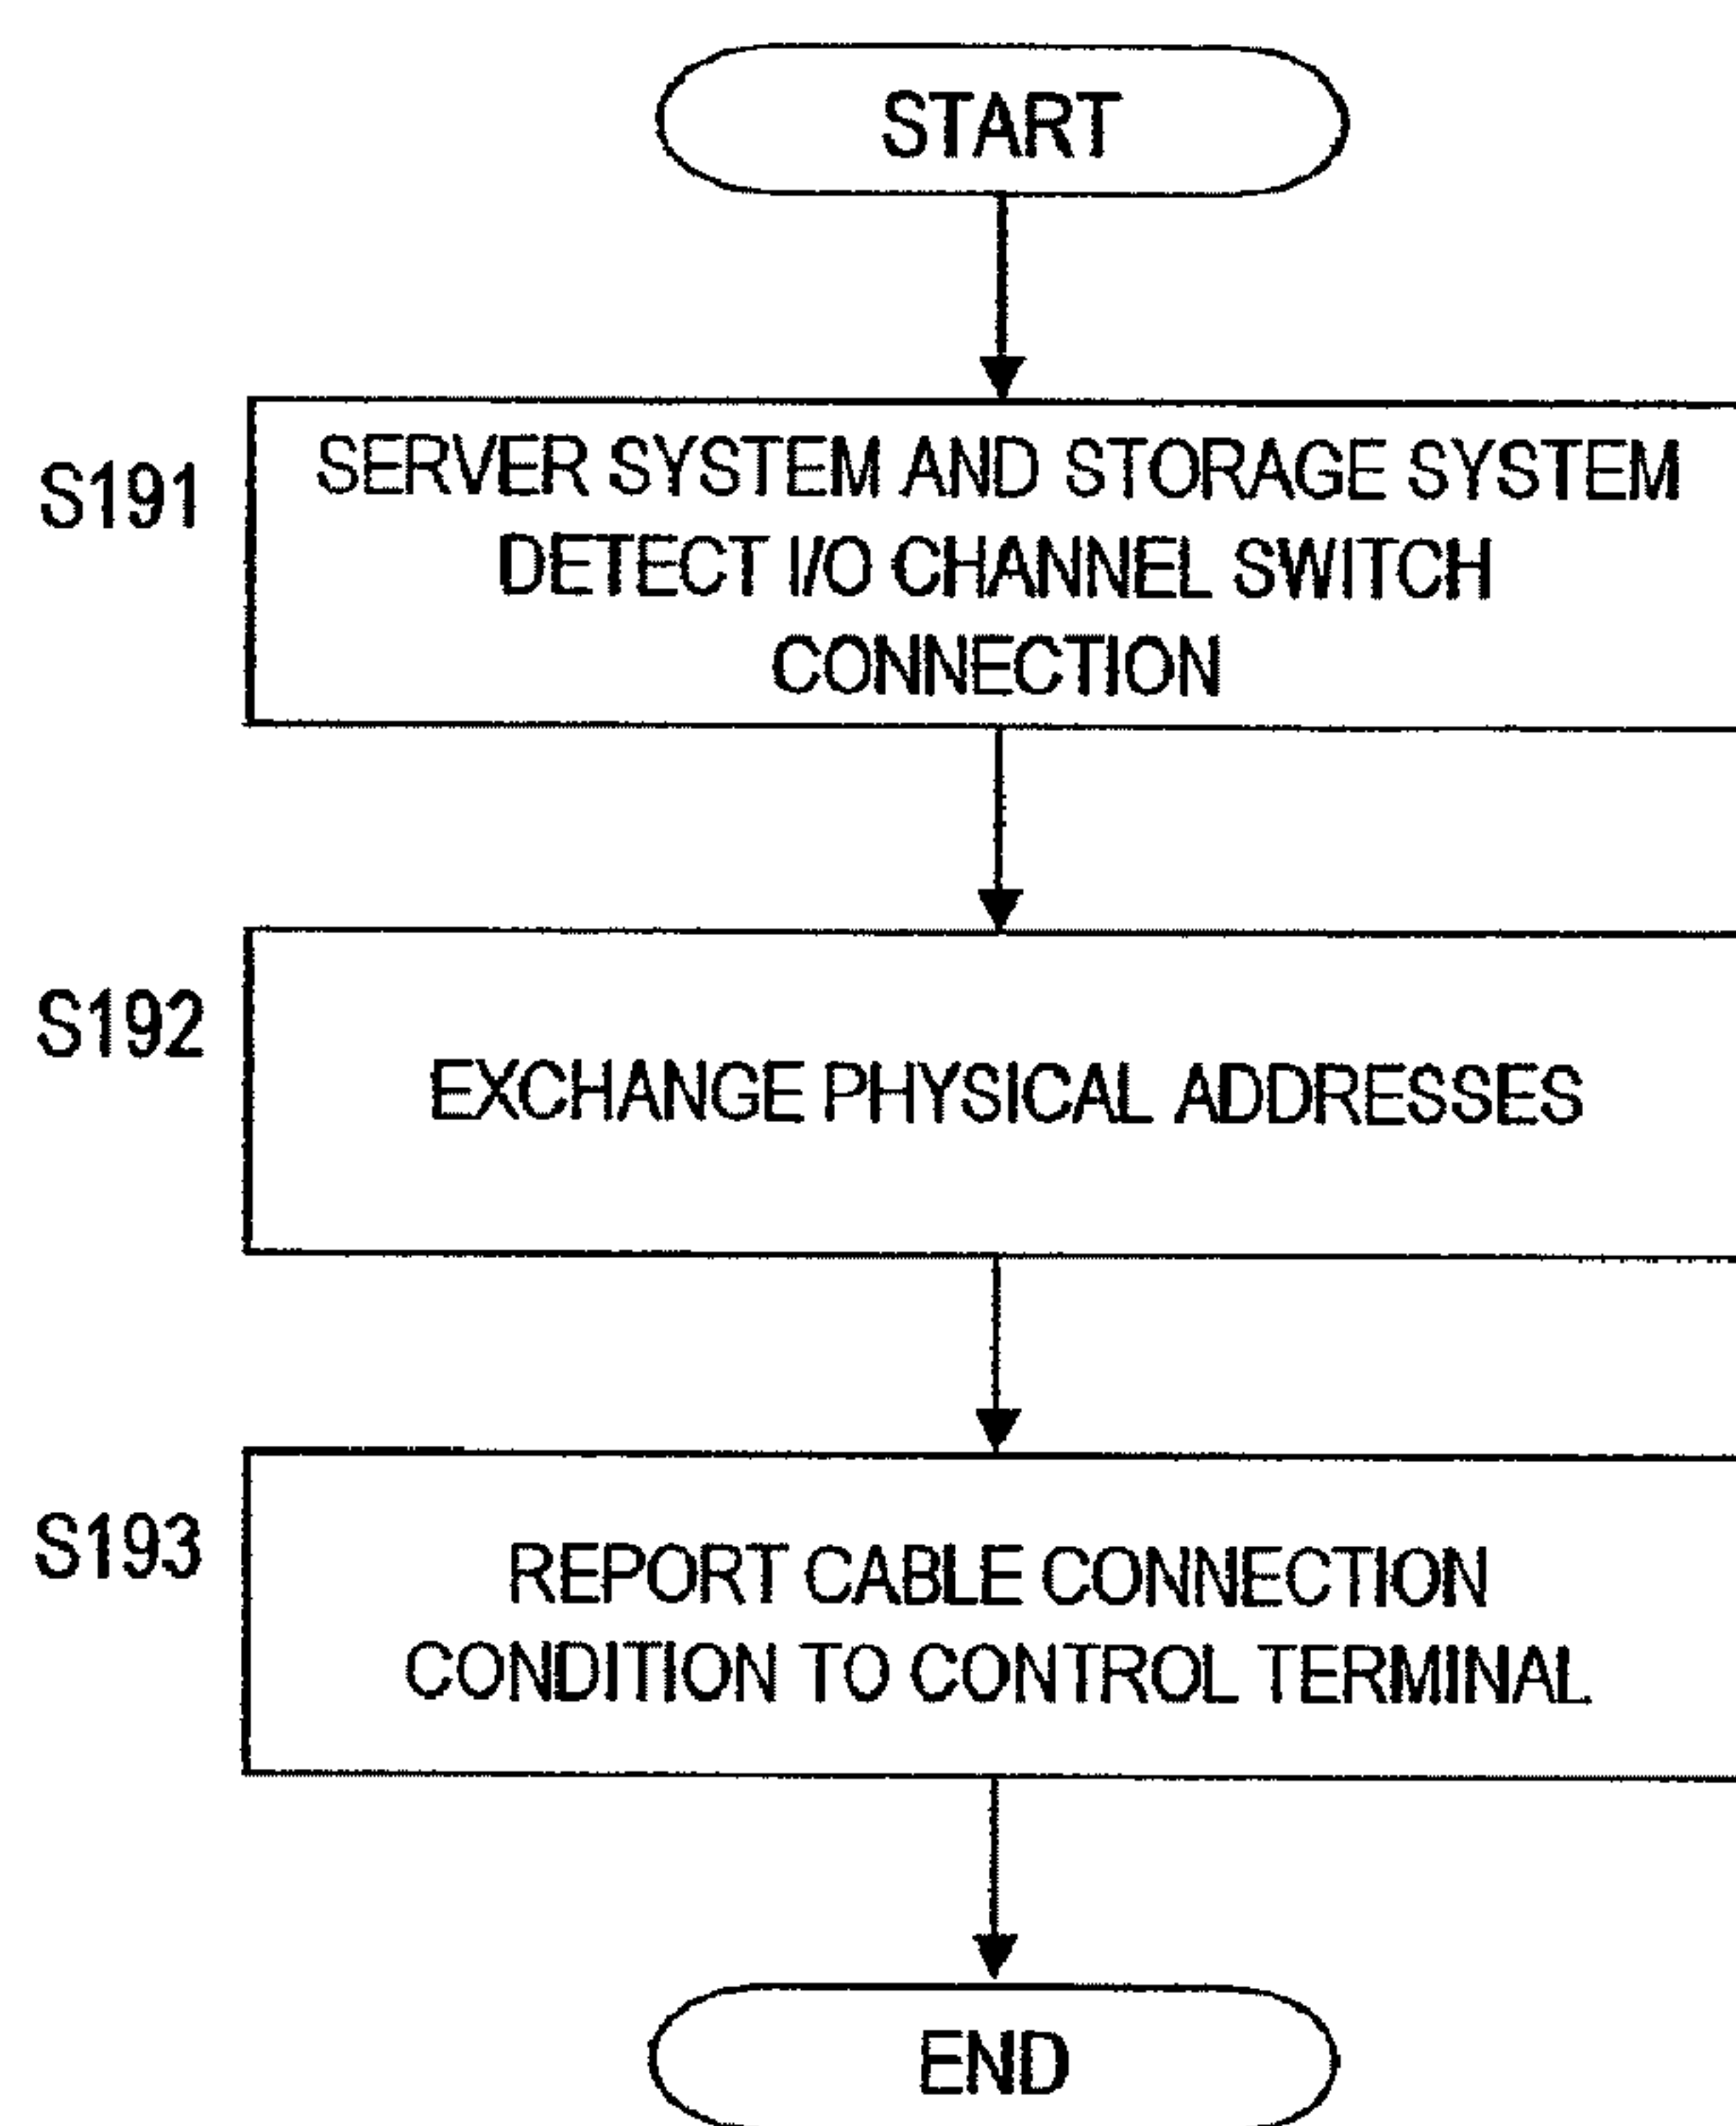 START
S191
SERVER SYSTEM AND STORAGE SYSTEM
DETECT I/O CHANNEL SWITCH
CONNECTION
S192
EXCHANGE PHYSICAL ADDRESSES
S193
REPORT CABLE CONNECTION
CONDITION TO CONTROL TERMINAL
END